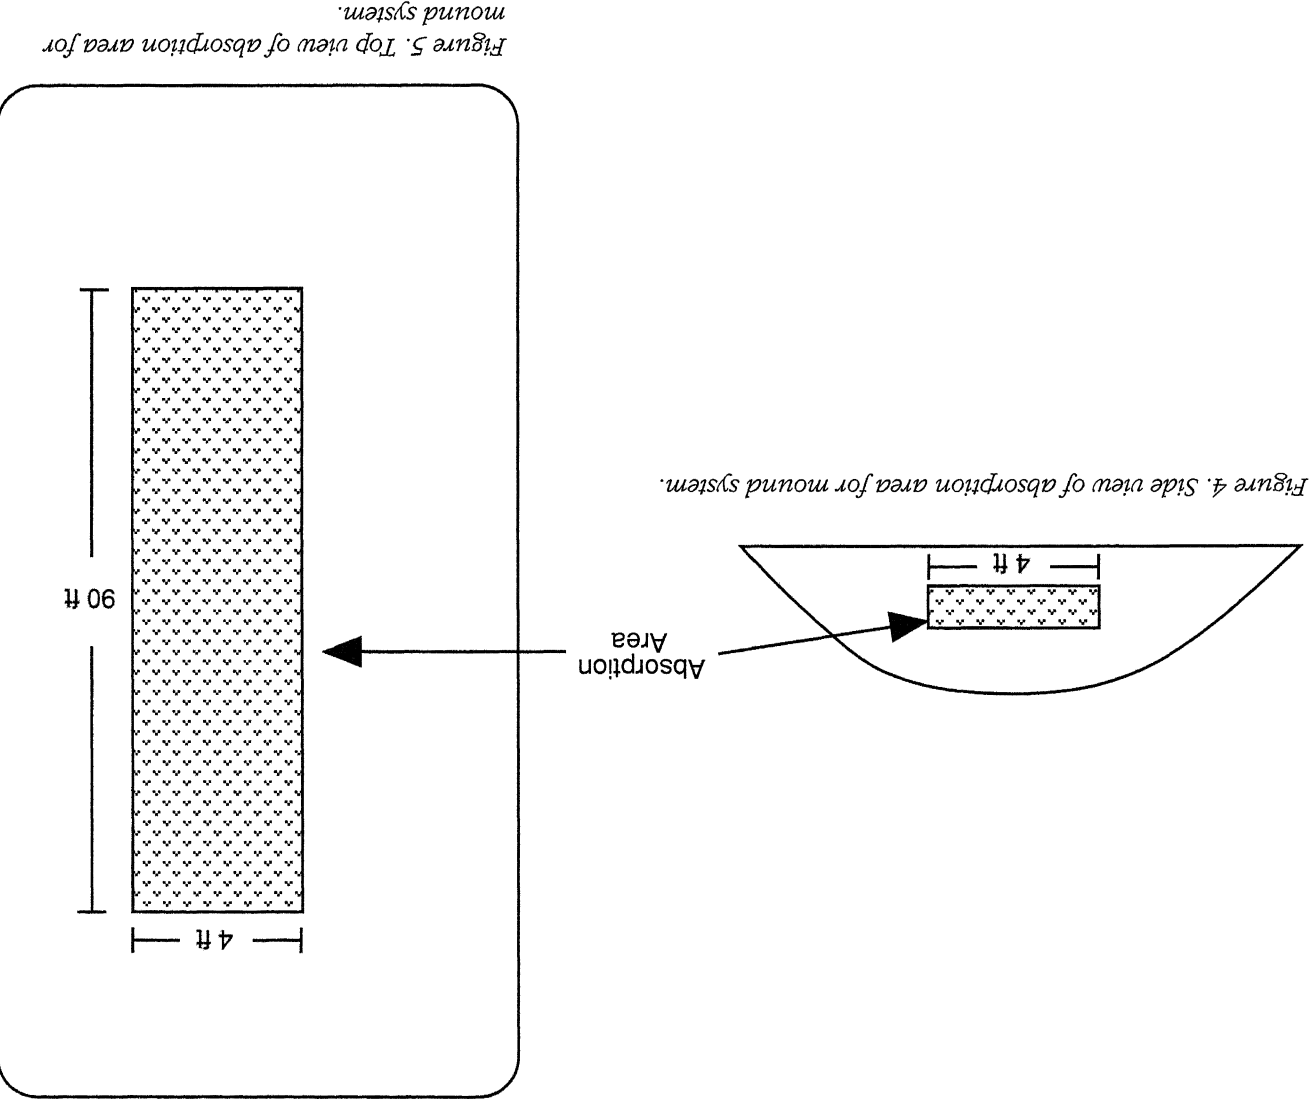 4 ft
Absorption
Area
90 ft
4 ft
Figure 4. Side view of absorption area for mound system.
Figure 5. Top view of absorption area for
mound system.